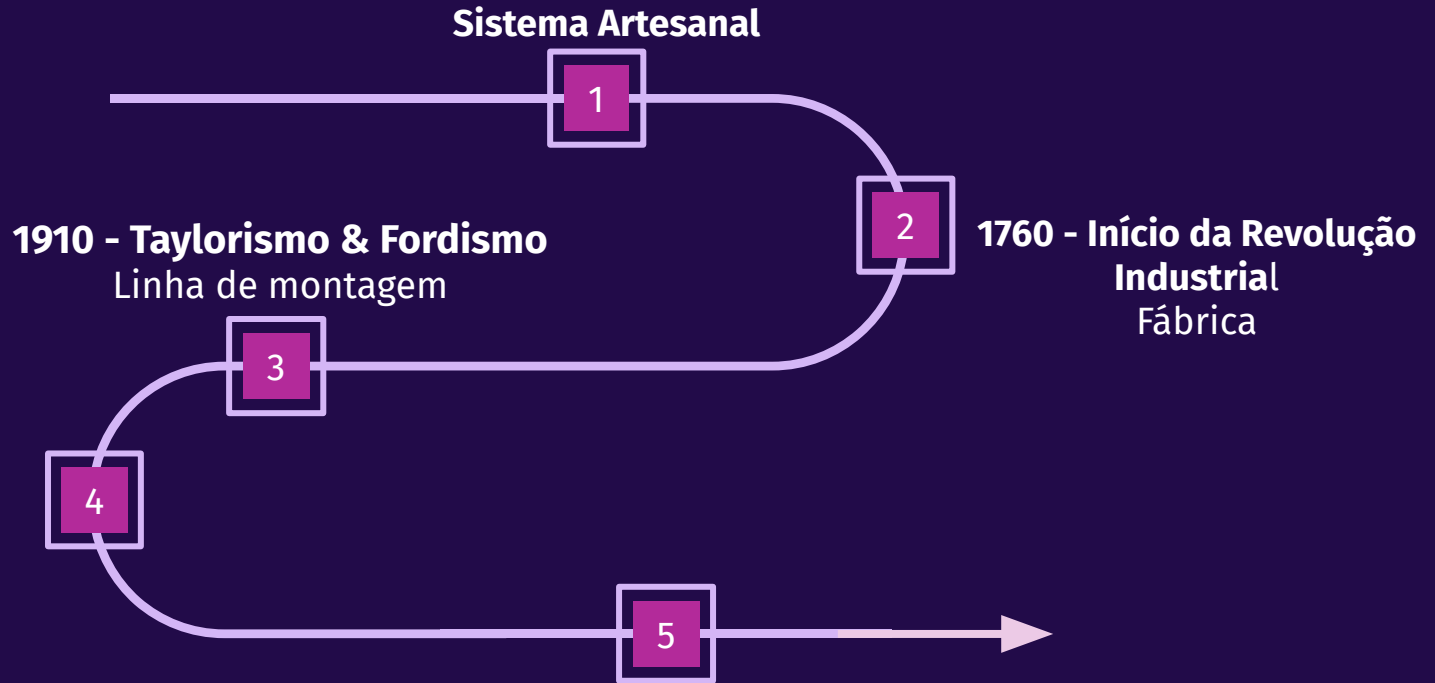 Sistema Artesanal
1
2
1760 - Início da Revolução
Industrial
Fábrica
1910 - Taylorismo & Fordismo
Linha de montagem
3
4
5